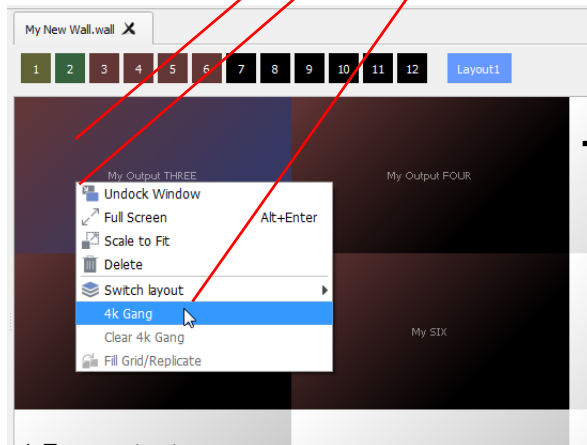 My New Wall.wall X
1 2 3 4 5 6 7 8 9 10 11 12 Layout1
My Output THREE
My Output FOUR
Undock Window
Full Screen Alt+Enter
Scale to Fit
Delete
Switch layout
4k Gang
Clear 4k Gang
Fill Grid/Replicate
My SIX